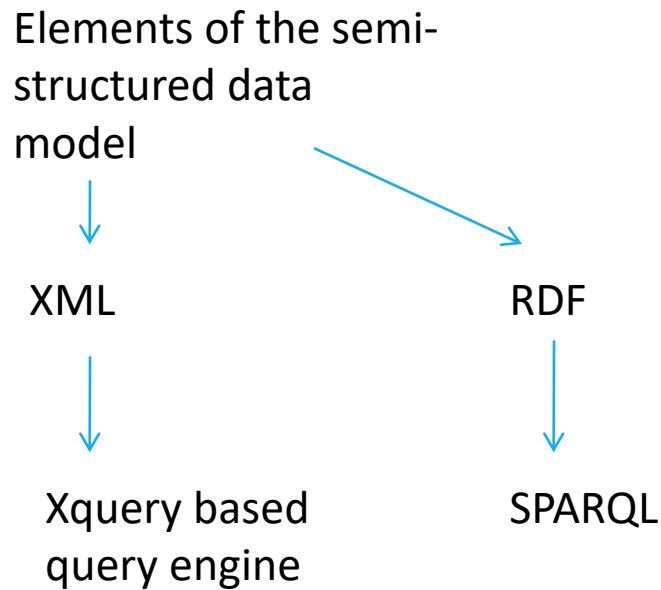 Elements of the semi-
structured data
model
XML
RDF
Xquery based
query engine
SPARQL